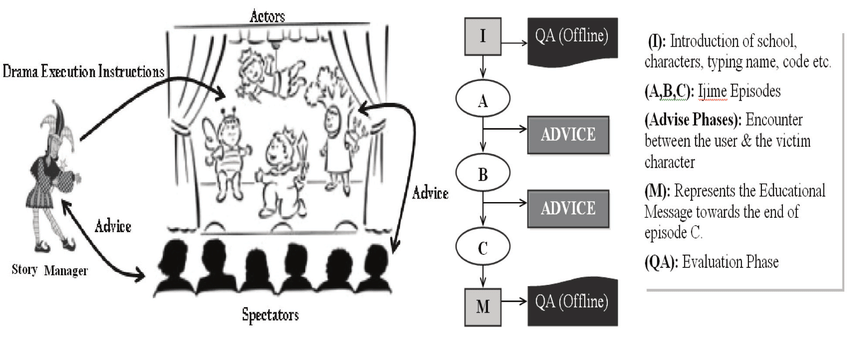 Actors
Drama Execution Instructions
Advice
Advice
Story Manager
Spectators
I
QA (Offline)
A
ADVICE
B
ADVICE
C
M
QA (Offline)
(I): Introduction of school,
characters, typing name, code etc.
(A,B,C): Ijime Episodes
(Advise Phases): Encounter
between the user & the victim
character
(M): Represents the Educational
Message towards the end of
episode C.
(QA): Evaluation Phase